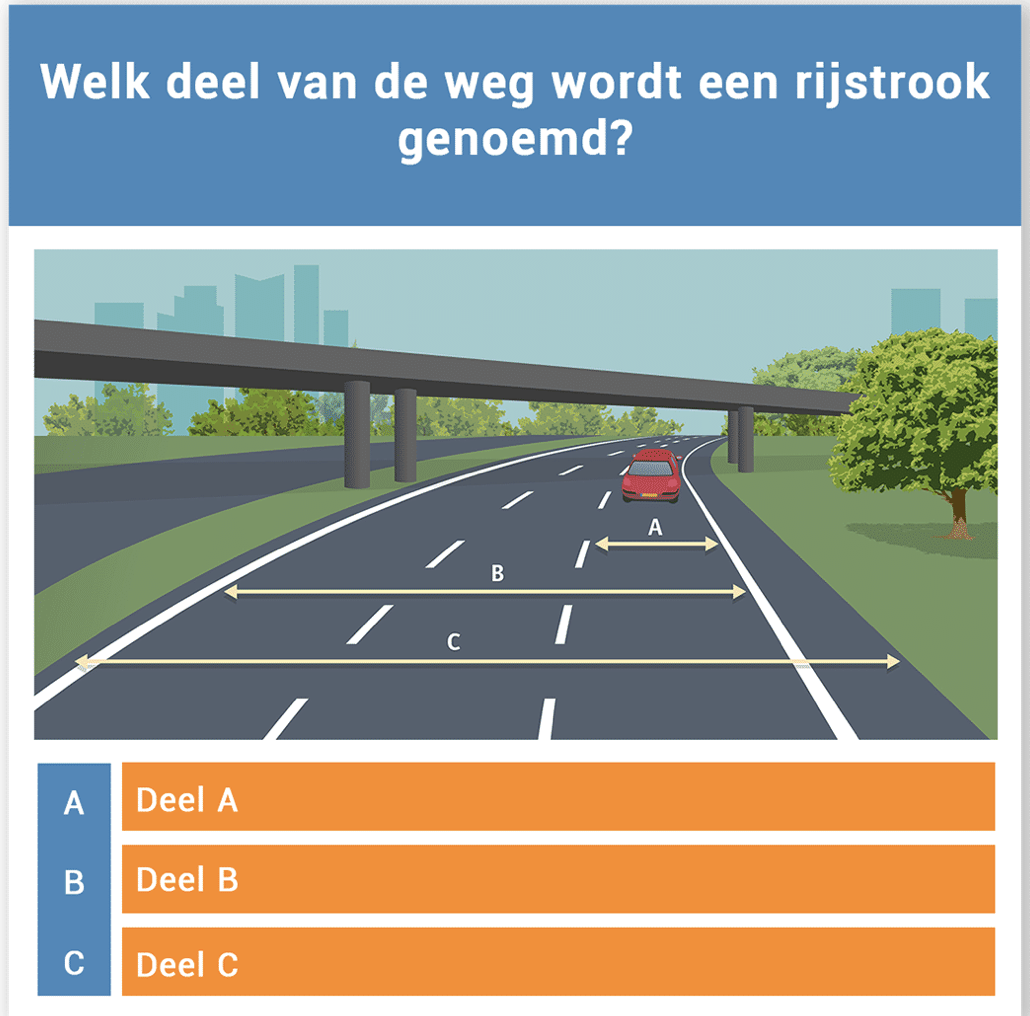 Welk deel van de weg wordt een rijstrook
genoemd?
A
B
C
A Deel A
B Deel B
C Deel C